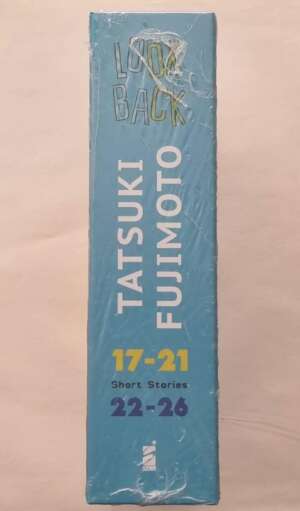 LOOK
BACK
TATSUKI
FUJIMOTO
17-21
Short Stories
22-26